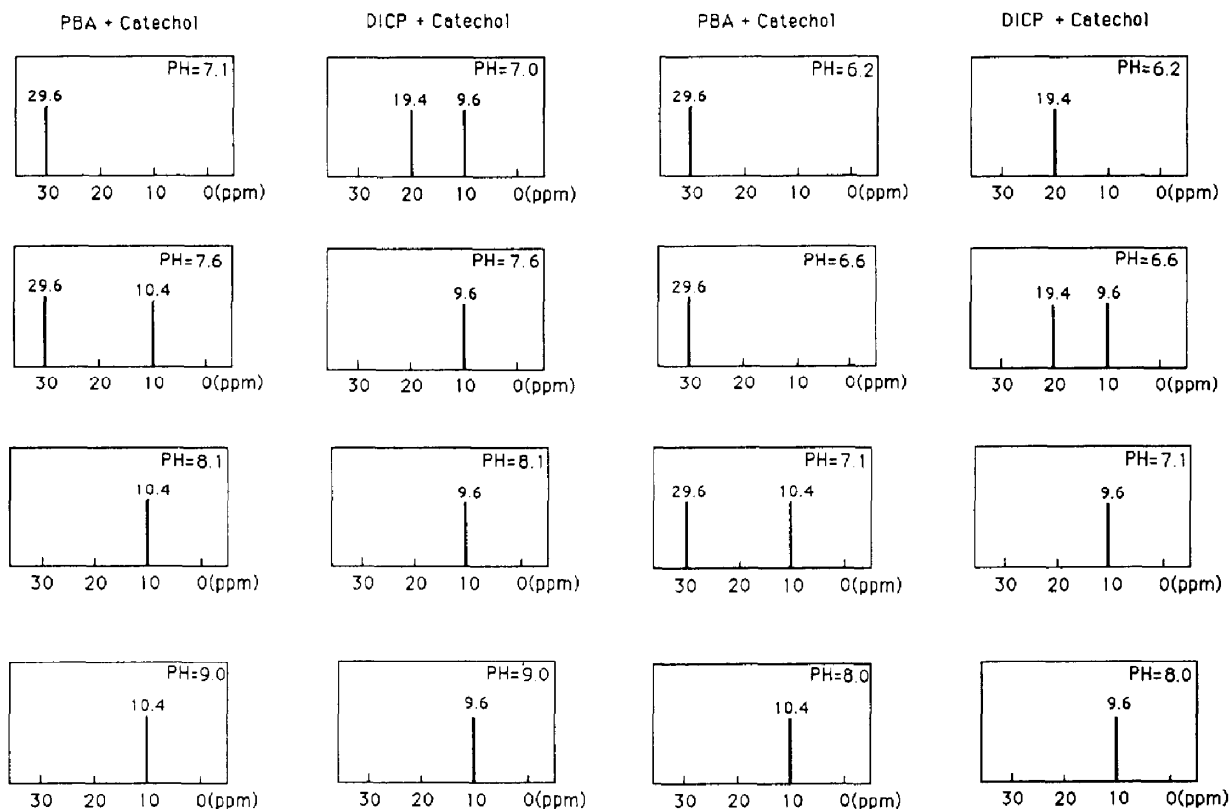 PBA + Catechol DICP + Catechol PBA + Catechol DICP + Catechol
PH=7.1 PH=7.0 PH=6.2 PH=6.2
29.6 19.4 9.6 29.6 19.4
30 20 10 0(ppm) 30 20 10 0(ppm) 30 20 10 0(ppm) 30 20 10 0(ppm)
PH=7.6 PH=7.6 PH=6.6 PH=6.6
29.6 10.4 9.6 29.6 19.4 9.6
30 20 10 0(ppm) 30 20 10 0(ppm) 30 20 10 0(ppm) 30 20 10 0(ppm)
PH=8.1 PH=8.1 PH=7.1 PH=7.1
10.4 9.6 29.6 10.4 9.6
30 20 10 0(ppm) 30 20 10 0(ppm) 30 20 10 0(ppm) 30 20 10 0(ppm)
PH=9.0 PH=9.0 PH=8.0 PH=8.0
10.4 9.6 10.4 9.6
30 20 10 0(ppm) 30 20 10 0(ppm) 30 20 10 0(ppm) 30 20 10 0(ppm)